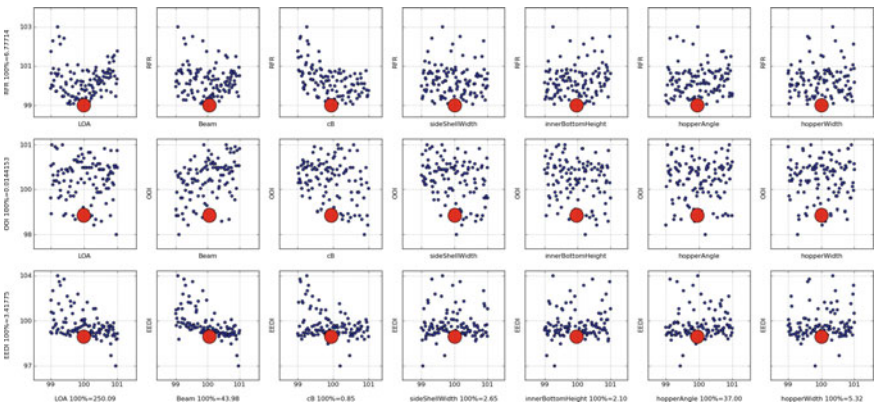 RFR 100%=6.77714
103
101
99
LOA
RFR
Beam
RFR
cB
RFR
sideShellWidth
RFR
innerBottomHeight
RFR
hopperAngle
RFR
hopperWidth
OOI 100%=0.0144153
101
100
98
LOA
OOI
Beam
OOI
cB
OOI
sideShellWidth
OOI
innerBottomHeight
OOI
hopperAngle
OOI
hopperWidth
EEDI 100%=3.41775
104
100
97
EEDI
EEDI
EEDI
EEDI
EEDI
EEDI
99 100 101 99 100 101 99 100 101 99 100 101 99 100 101 99 100 101 99 100 101
LOA 100%=250.09 Beam 100%=43.98 cB 100%=0.85 sideShellWidth 100%=2.65 innerBottomHeight 100%=2.10 hopperAngle 100%=37.00 hopperWidth 100%=5.32